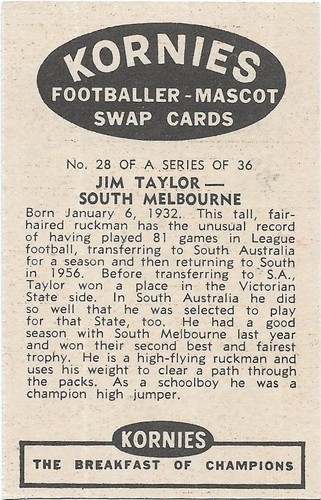 KORNIES
FOOTBALLER-MASCOT
SWAP CARDS
No. 28 OF A SERIES OF 36
JIM TAYLOR —
SOUTH MELBOURNE
Born January 6, 1932. This tall, fair-
haired ruckman has the unusual record
of having played 81 games in League
football, transferring to South Australia
for a season and then returning to South
in 1956. Before transferring to S.A.,
Taylor won a place in the Victorian
State side. In South Australia he did
so well that he was selected to play
for that State, too. He had a good
season with South Melbourne last year
and won their second best and fairest
trophy. He is a high-flying ruckman and
uses his weight to clear a path through
the packs. As a schoolboy he was a
champion high jumper.
KORNIES
THE BREAKFAST OF CHAMPIONS